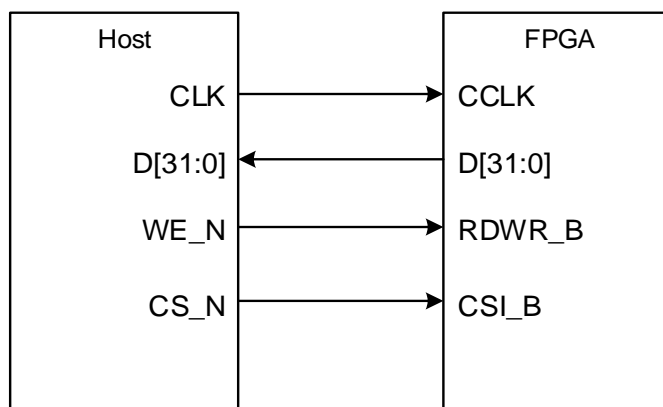 Host FPGA
CLK CCLK
D[31:0] D[31:0]
WE_N RDWR_B
CS_N CSI_B